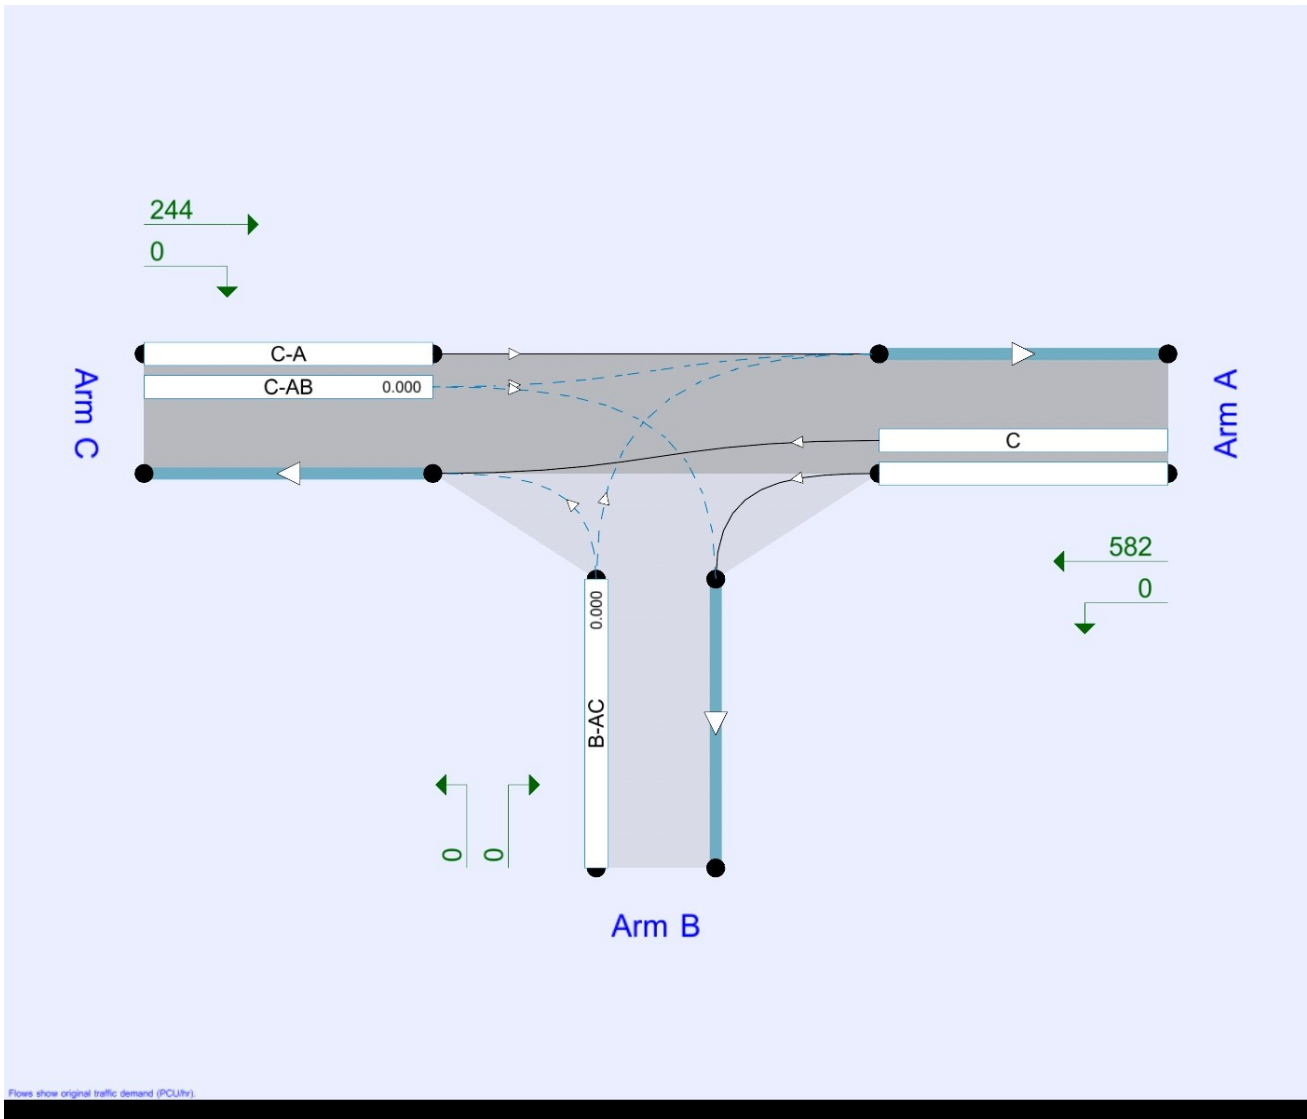 244
0
C-A
C-AB 0.000
Arm C
Arm A
C
582
0
0.000
B-AC
0
0
Arm B
Flows show original traffic demand (PCU/hr).